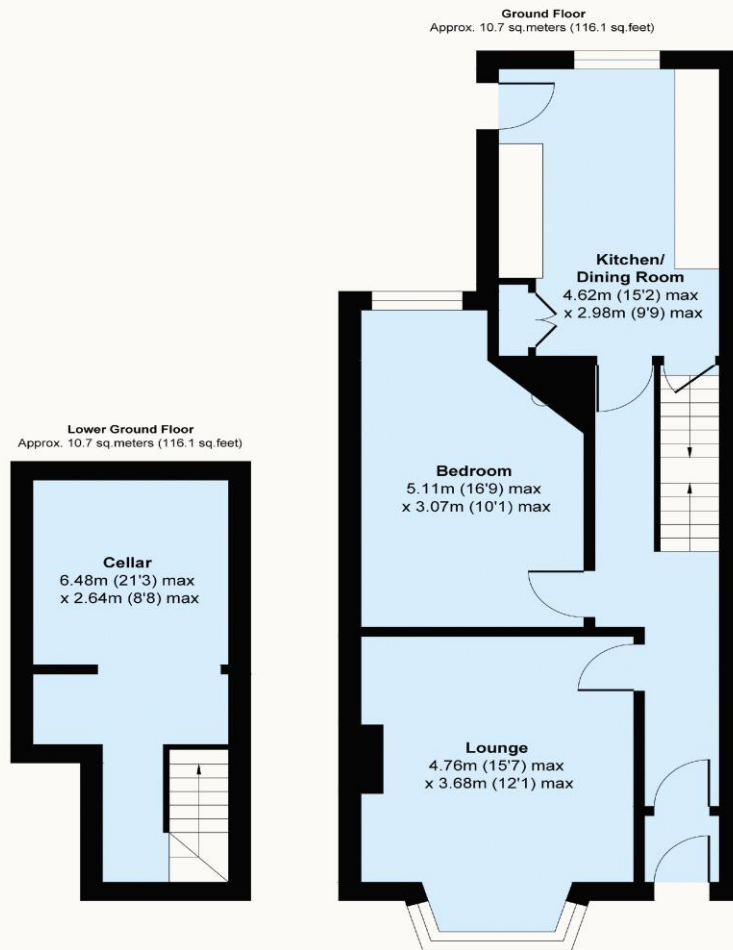 Ground Floor
Approx. 10.7 sq.meters (116.1 sq.feet)
Kitchen/
Dining Room
4.62m (15'2) max
x 2.98m (9'9) max
Lower Ground Floor
Approx. 10.7 sq.meters (116.1 sq.feet)
Bedroom
5.11m (16'9) max
x 3.07m (10'1) max
Cellar
6.48m (21'3) max
x 2.64m (8'8) max
Lounge
4.76m (15'7) max
x 3.68m (12'1) max